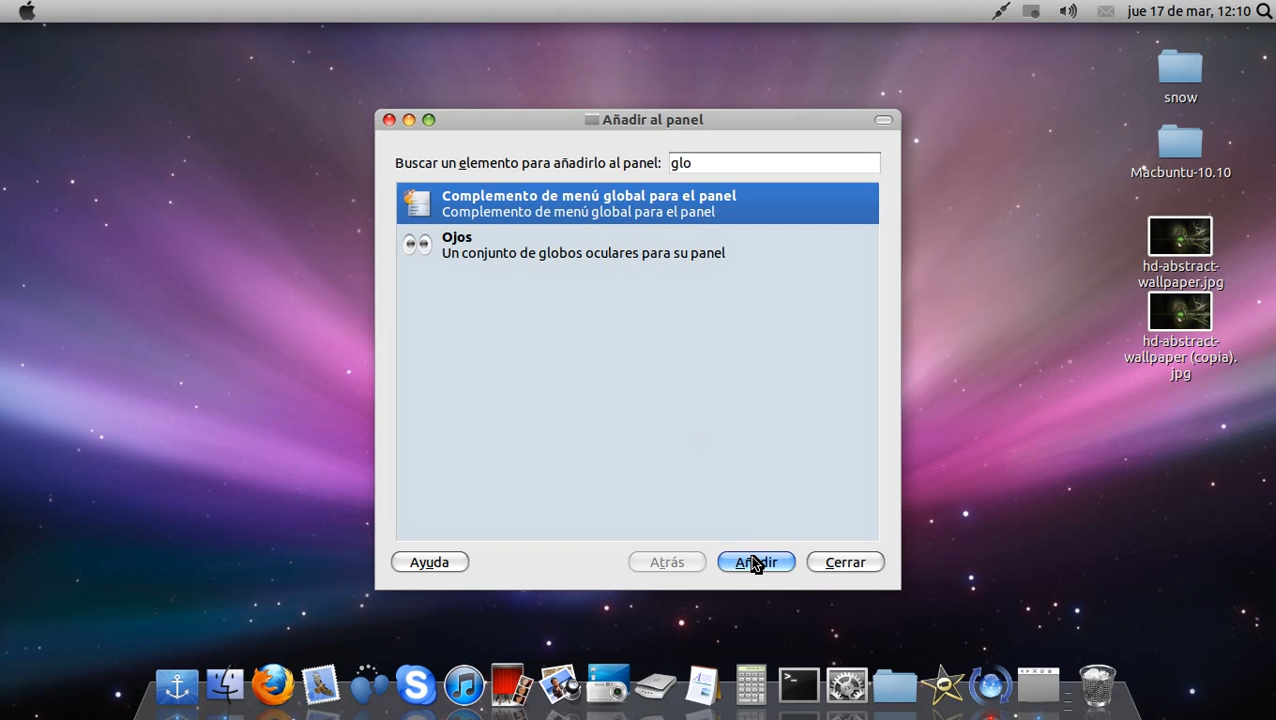 jue 17 de mar, 12:10
snow
Macbuntu-10.10
hd-abstract-
wallpaper.jpg
hd-abstract-
wallpaper (copia).
jpg
Añadir al panel
Buscar un elemento para añadirlo al panel: glo
Complemento de menú global para el panel
Complemento de menú global para el panel
Ojos
Un conjunto de globos oculares para su panel
Ayuda Atrás Añadir Cerrar